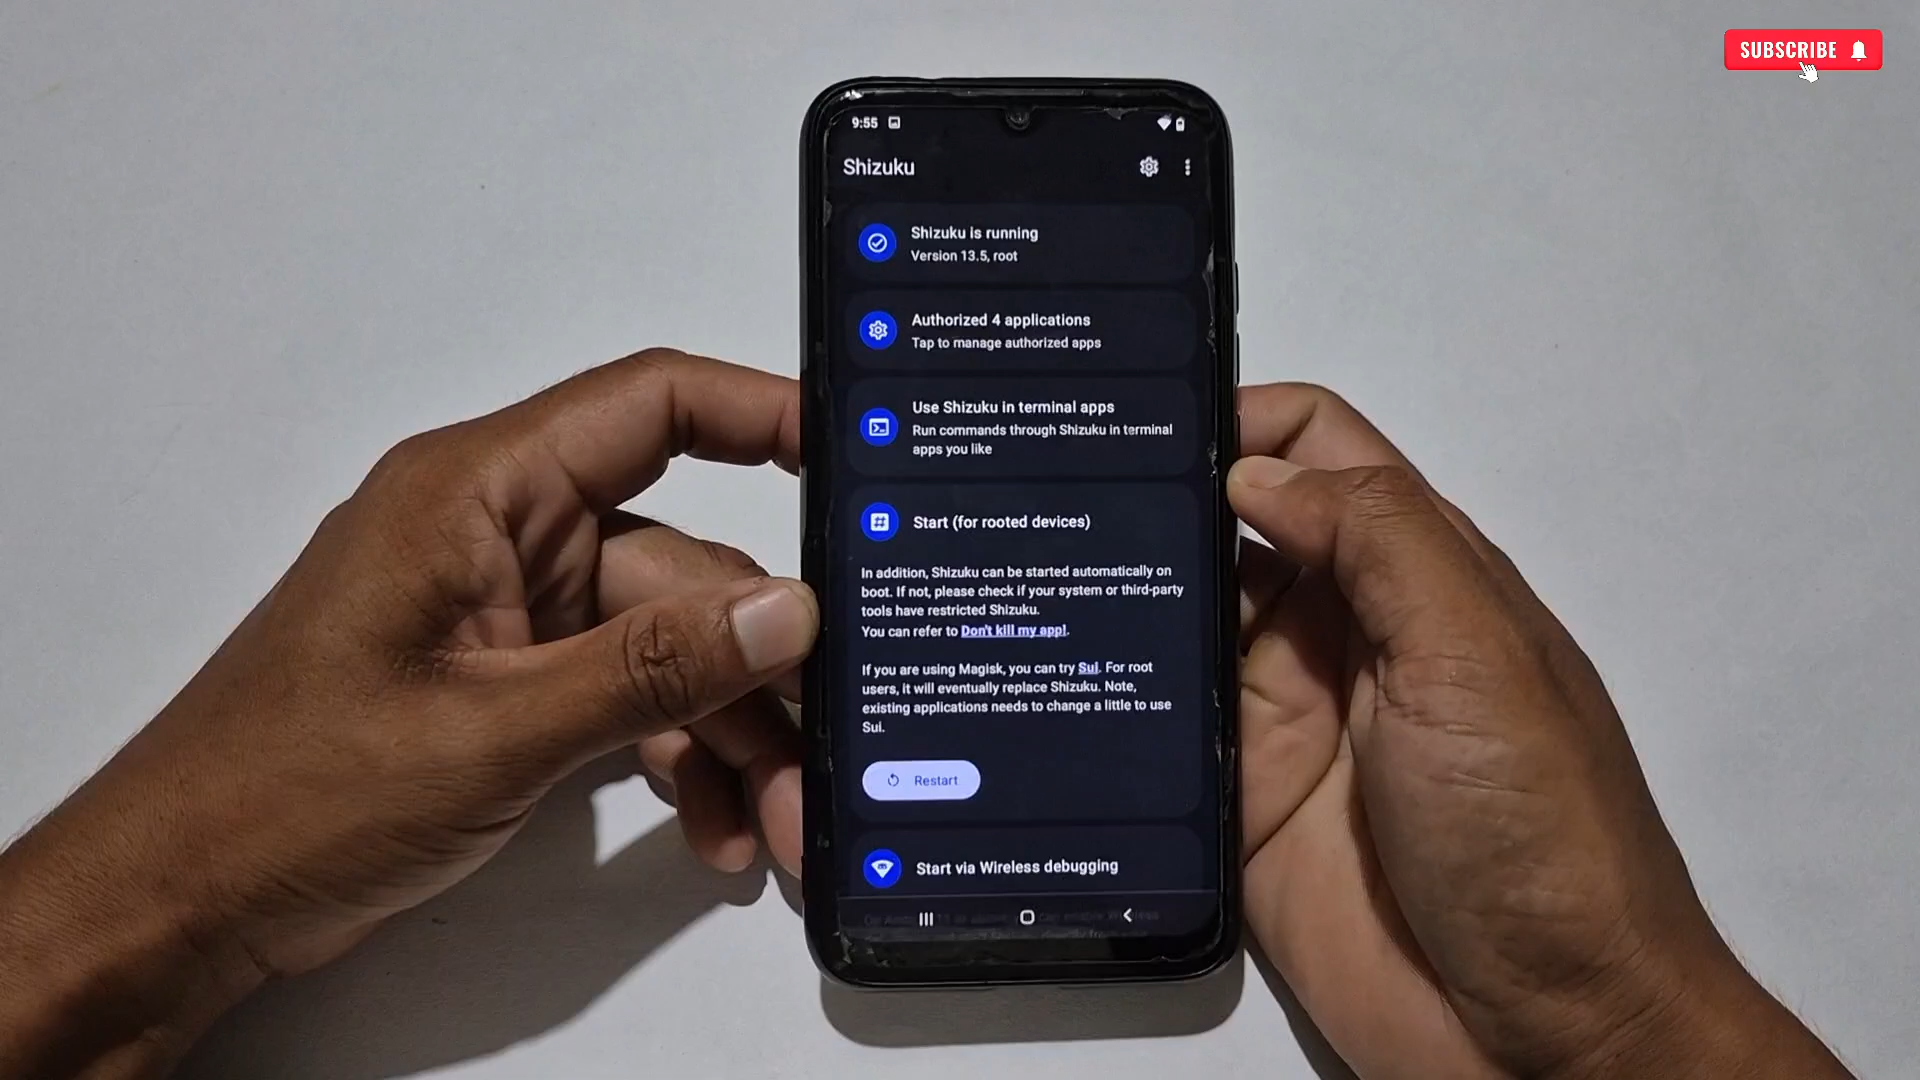 SUBSCRIBE
9:55
Shizuku
Shizuku is running
Version 13.5, root
Authorized 4 applications
Tap to manage authorized apps
Use Shizuku in terminal apps
Run commands through Shizuku in terminal
apps you like
Start (for rooted devices)
In addition, Shizuku can be started automatically on
boot. If not, please check if your system or third-party
tools have restricted Shizuku.
You can refer to Don't kill my app!.
If you are using Magisk, you can try Sui. For root
users, it will eventually replace Shizuku. Note,
existing applications needs to change a little to use
Sui.
Restart
Start via Wireless debugging